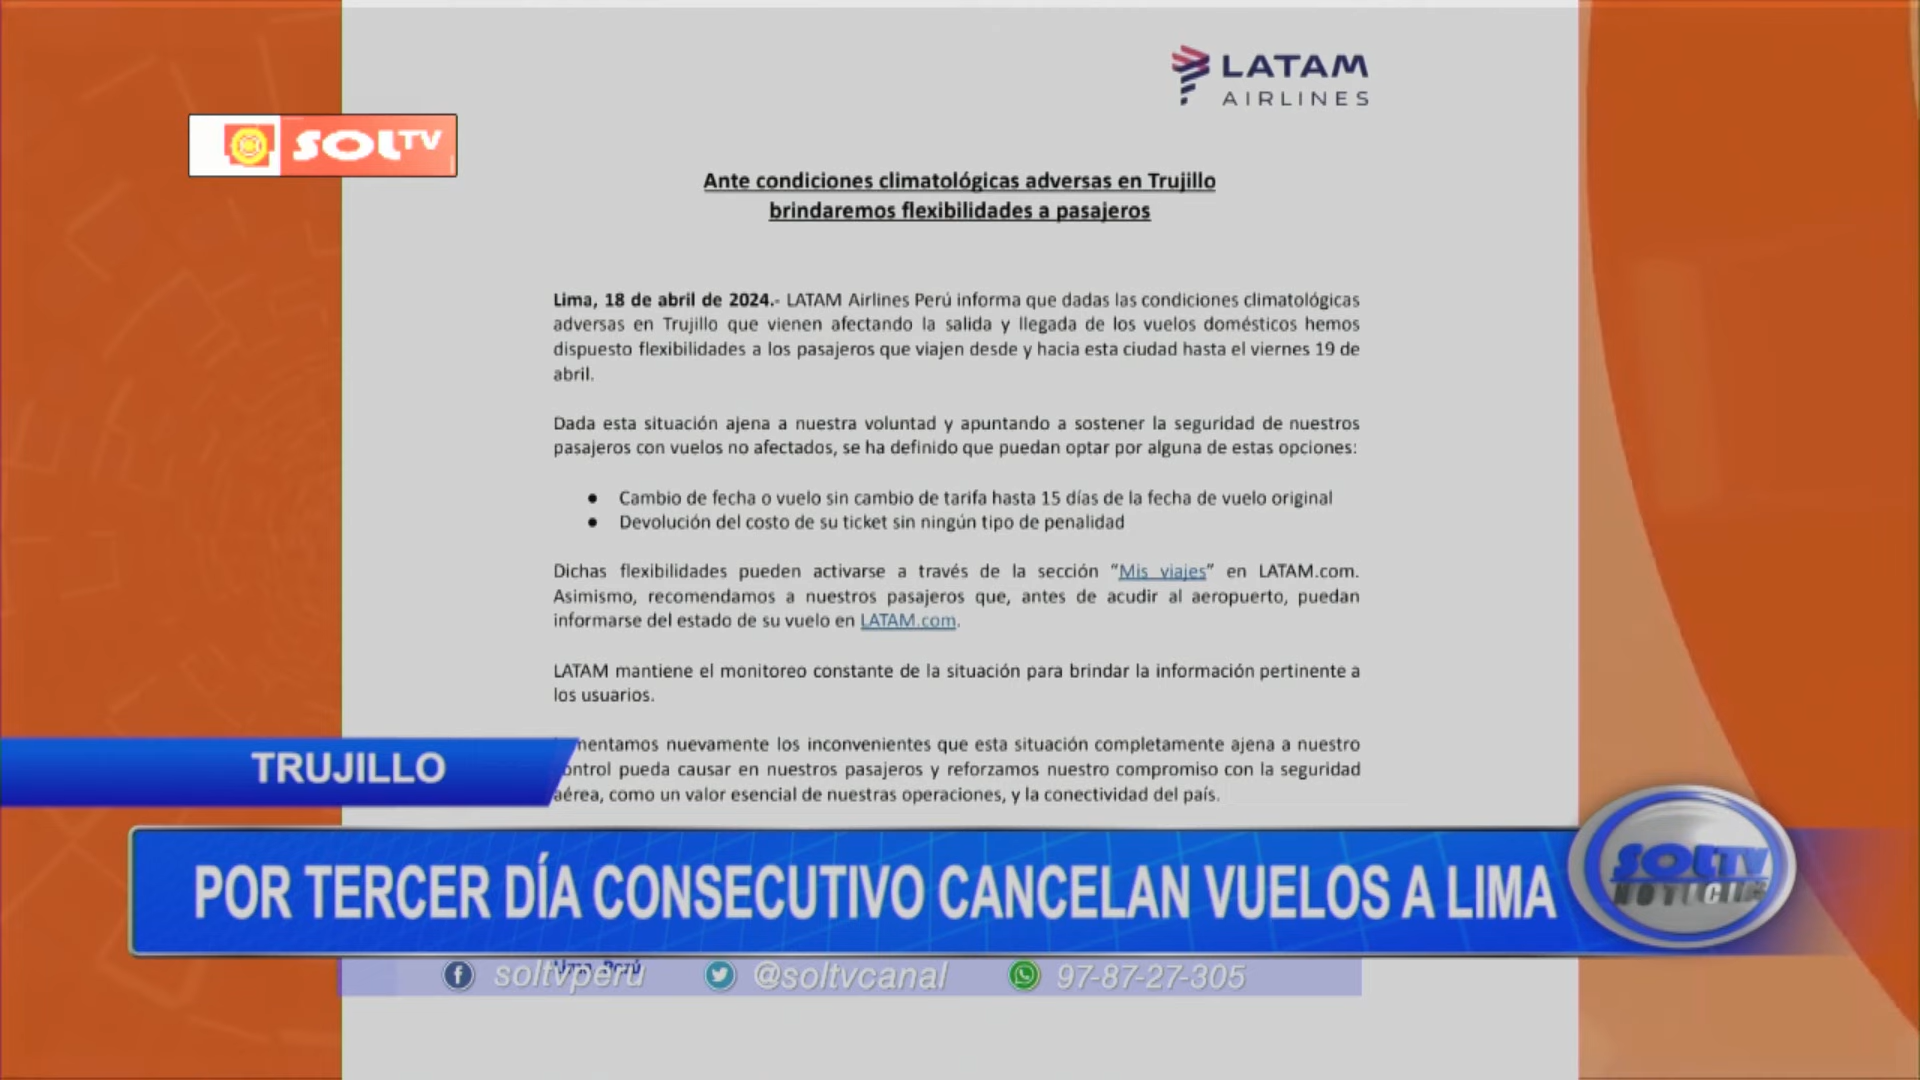 LATAM
AIRLINES
SOLTV
Ante condiciones climatológicas adversas en Trujillo
brindaremos flexibilidades a pasajeros
Lima, 18 de abril de 2024.- LATAM Airlines Perú informa que dadas las condiciones climatológicas
adversas en Trujillo que vienen afectando la salida y llegada de los vuelos domésticos hemos
dispuesto flexibilidades a los pasajeros que viajen desde y hacia esta ciudad hasta el viernes 19 de
abril.
Dada esta situación ajena a nuestra voluntad y apuntando a sostener la seguridad de nuestros
pasajeros con vuelos no afectados, se ha definido que puedan optar por alguna de estas opciones:
● Cambio de fecha o vuelo sin cambio de tarifa hasta 15 días de la fecha de vuelo original
● Devolución del costo de su ticket sin ningún tipo de penalidad
Dichas flexibilidades pueden activarse a través de la sección “Mis viajes” en LATAM.com.
Asimismo, recomendamos a nuestros pasajeros que, antes de acudir al aeropuerto, puedan
informarse del estado de su vuelo en LATAM.com.
LATAM mantiene el monitoreo constante de la situación para brindar la información pertinente a
los usuarios.
mentamos nuevamente los inconvenientes que esta situación completamente ajena a nuestro
ontrol pueda causar en nuestros pasajeros y reforzamos nuestro compromiso con la seguridad
aérea, como un valor esencial de nuestras operaciones, y la conectividad del país.
TRUJILLO
POR TERCER DÍA CONSECUTIVO CANCELAN VUELOS A LIMA
SOLTV
NOTICIAS
soltvperu @soltvcanal 97-87-27-305